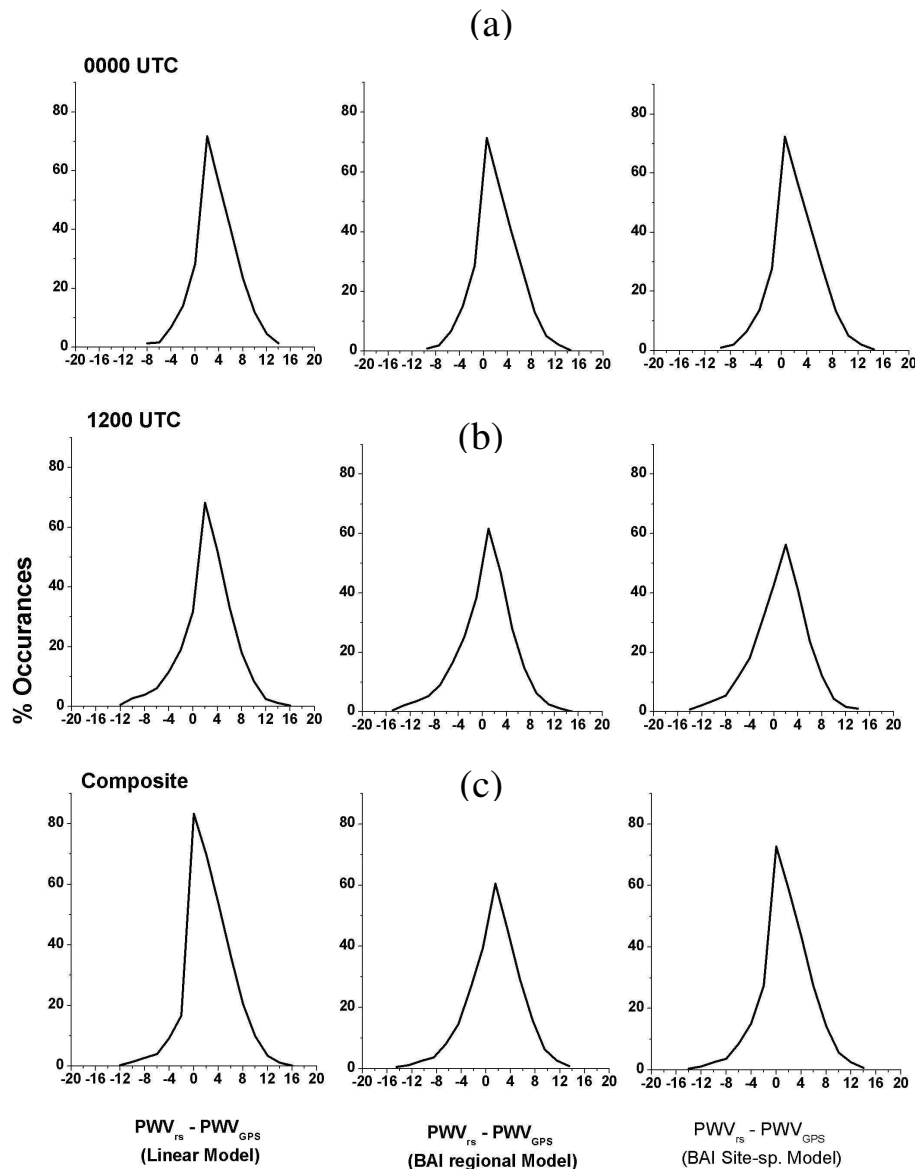 (a)
0000 UTC
80
80
80
60
60
60
40
40
40
20
20
20
0
0
0
-20 -16 -12 -8 -4 0 4 8 12 16 20
-20 -16 -12 -8 -4 0 4 8 12 16 20
-20 -16 -12 -8 -4 0 4 8 12 16 20
1200 UTC
(b)
80
80
80
60
60
60
40
40
40
20
20
20
0
0
0
-20 -16 -12 -8 -4 0 4 8 12 16 20
-20 -16 -12 -8 -4 0 4 8 12 16 20
-20 -16 -12 -8 -4 0 4 8 12 16 20
% Occurances
Composite
(c)
80
80
80
60
60
60
40
40
40
20
20
20
0
0
0
-20 -16 -12 -8 -4 0 4 8 12 16 20
-20 -16 -12 -8 -4 0 4 8 12 16 20
-20 -16 -12 -8 -4 0 4 8 12 16 20
PWVrs - PWVGPS
(Linear Model)
PWVrs - PWVGPS
(BAI regional Model)
PWVrs - PWVGPS
(BAI Site-sp. Model)